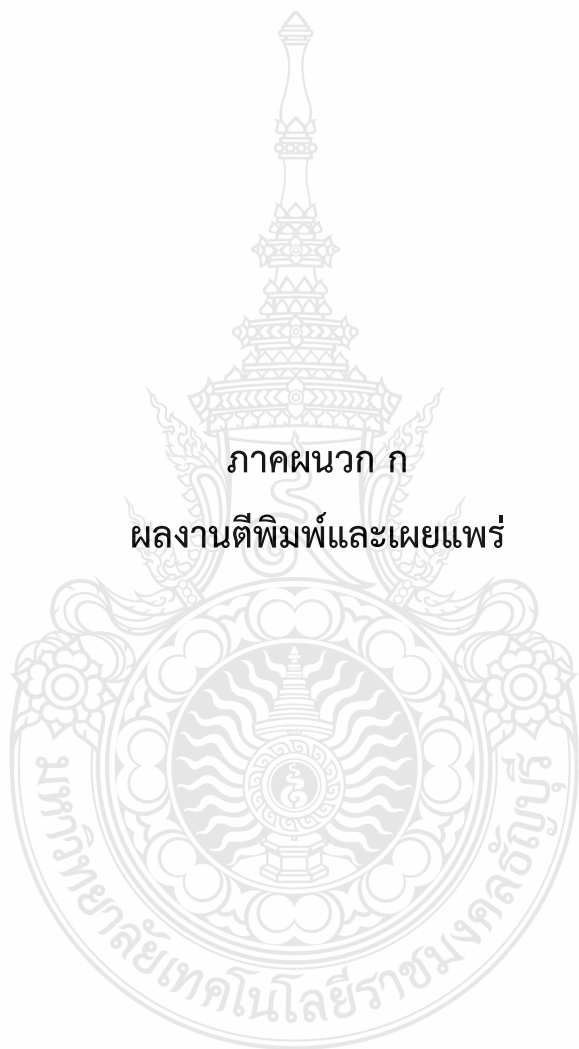 ภาคผนวก ก
ผลงานตีพิมพ์และเผยแพร่
มหาวิทยาลัยเทคโนโลยีราชมงคลธัญบุรี